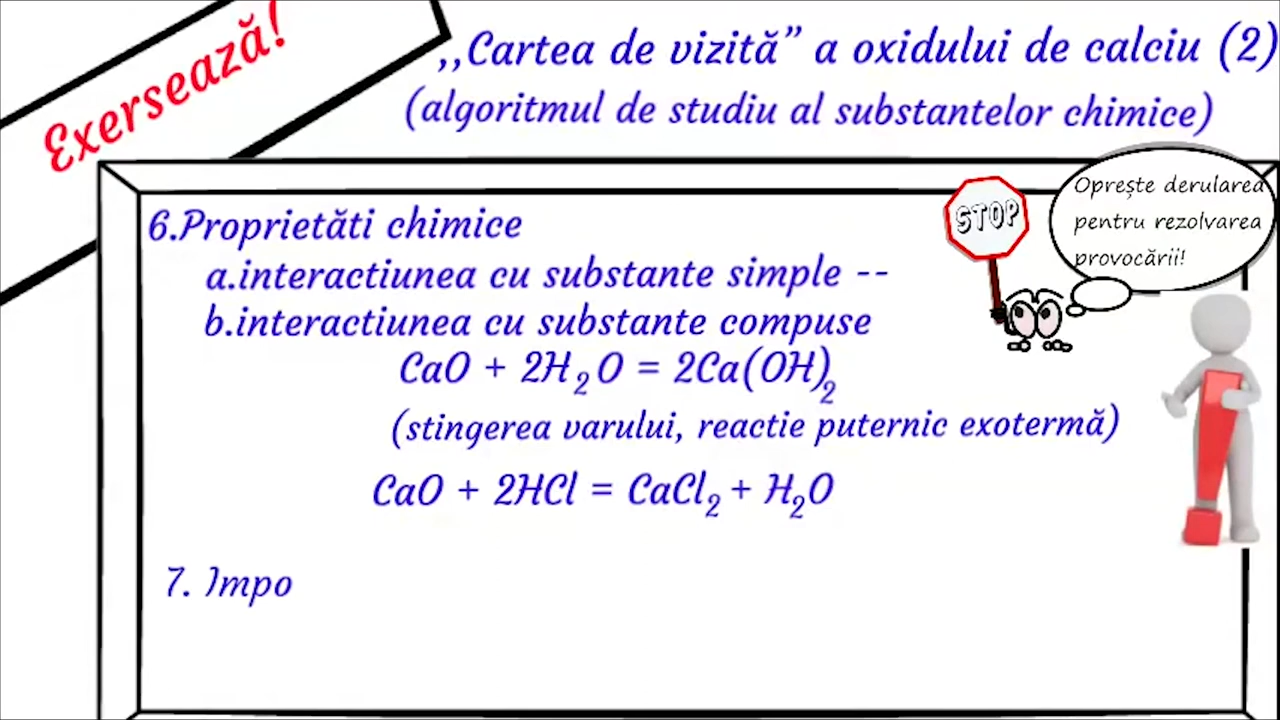 Exersează!
,,Cartea de vizită” a oxidului de calciu (2)
(algoritmul de studiu al substantelor chimice)
STOP
Oprește derularea
pentru rezolvarea
provocării!
6.Proprietăti chimice
a.interactiunea cu substante simple --
b.interactiunea cu substante compuse
CaO + 2H₂O = 2Ca(OH)₂
(stingerea varului, reactie puternic exotermă)
CaO + 2HCl = CaCl₂ + H₂O
7. Impo